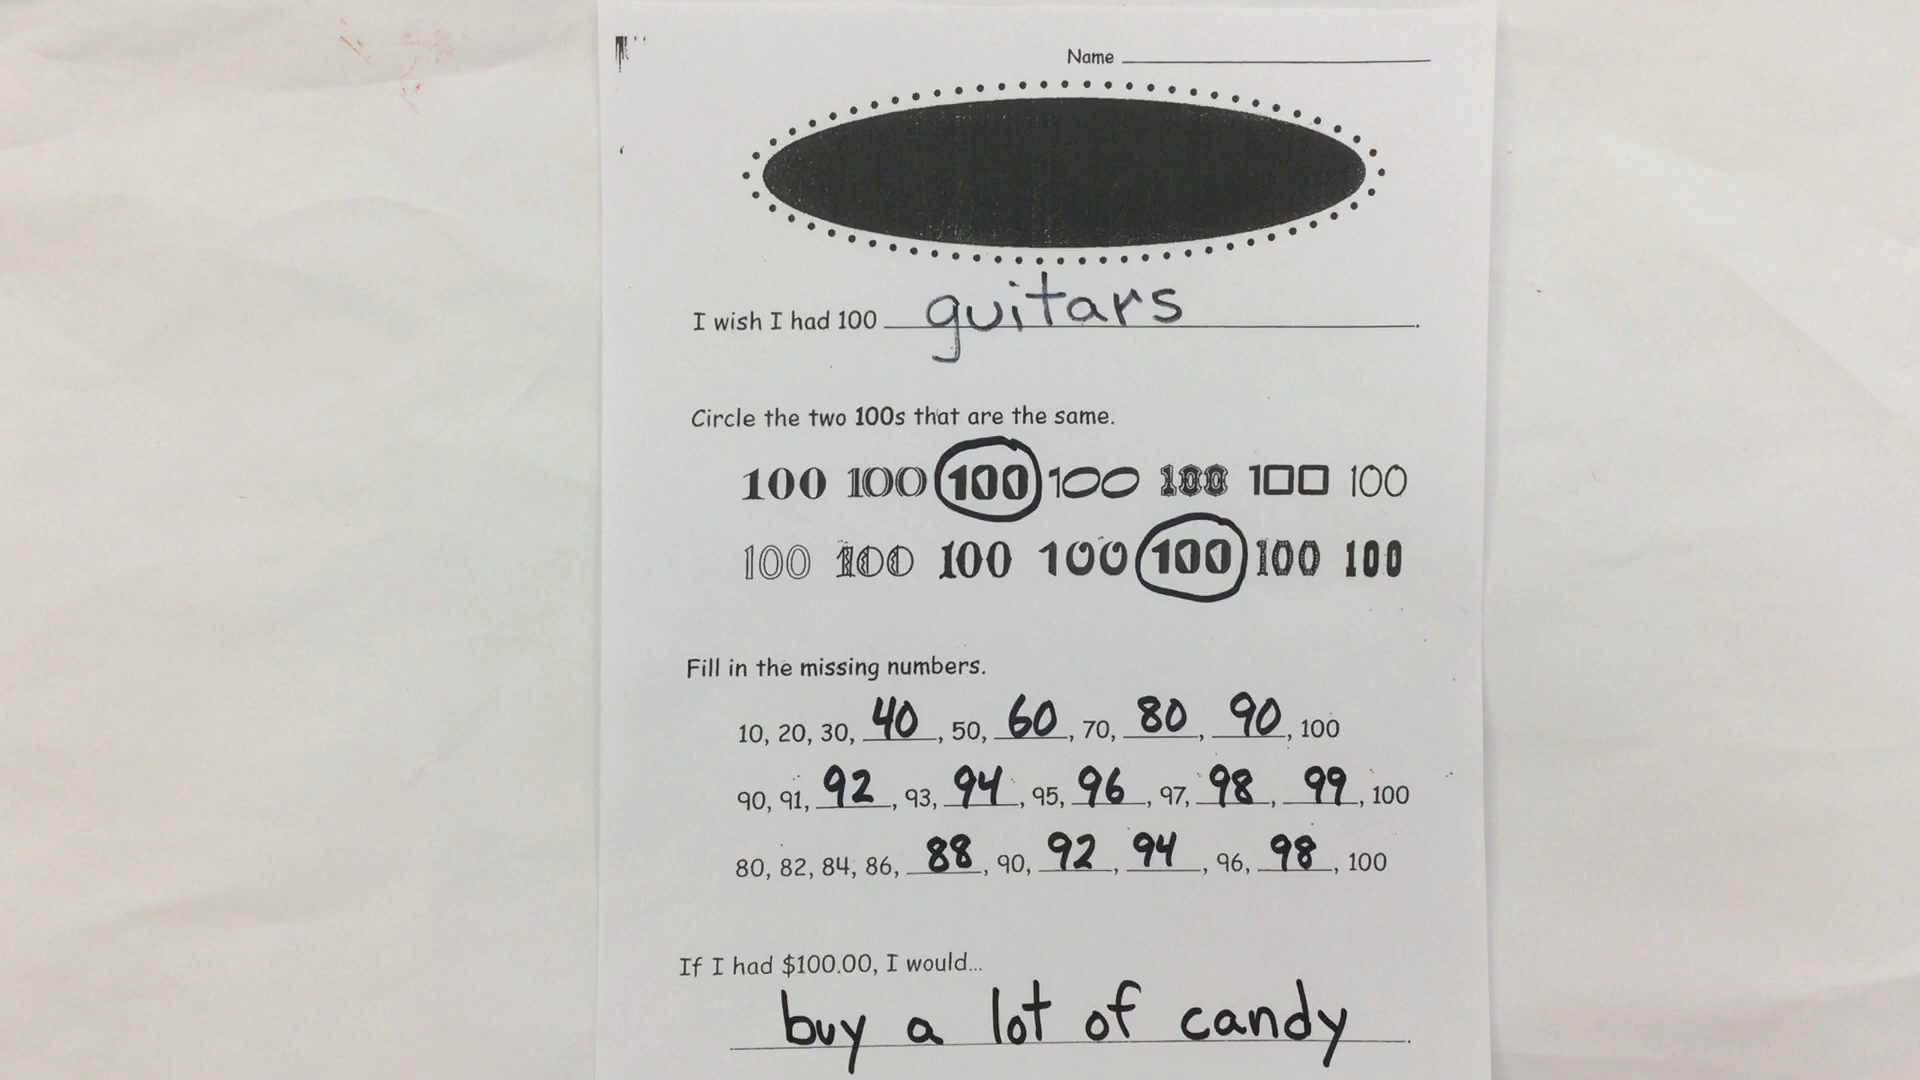 Name
I wish I had 100 guitars.
Circle the two 100s that are the same.
100 100 100 100 100 100 100
100 100 100 100 100 100 100
Fill in the missing numbers.
10, 20, 30, 40, 50, 60, 70, 80, 90, 100
90, 91, 92, 93, 94, 95, 96, 97, 98, 99, 100
80, 82, 84, 86, 88, 90, 92, 94, 96, 98, 100
If I had $100.00, I would...
buy a lot of candy.